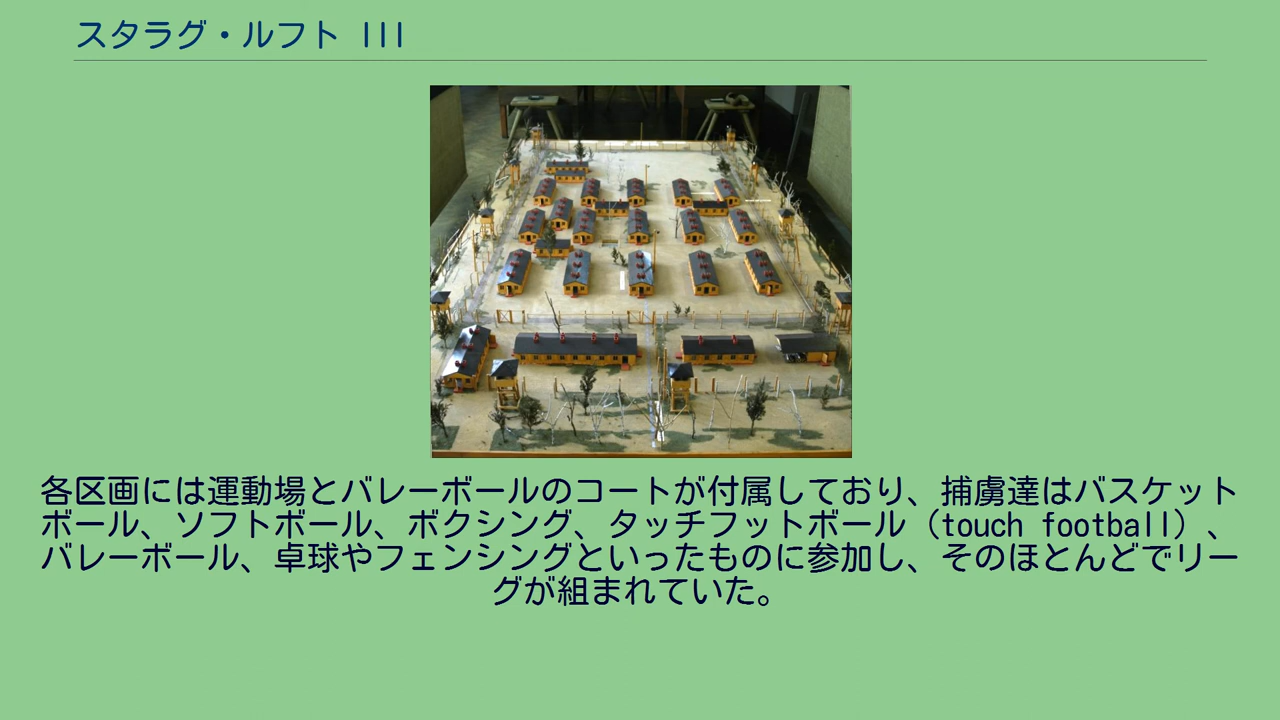 スタラグ・ルフト III
各区画には運動場とバレーボールのコートが付属しており、捕虜達はバスケット
ボール、ソフトボール、ボクシング、タッチフットボール（touch football）、
バレーボール、卓球やフェンシングといったものに参加し、そのほとんどでリー
グが組まれていた。